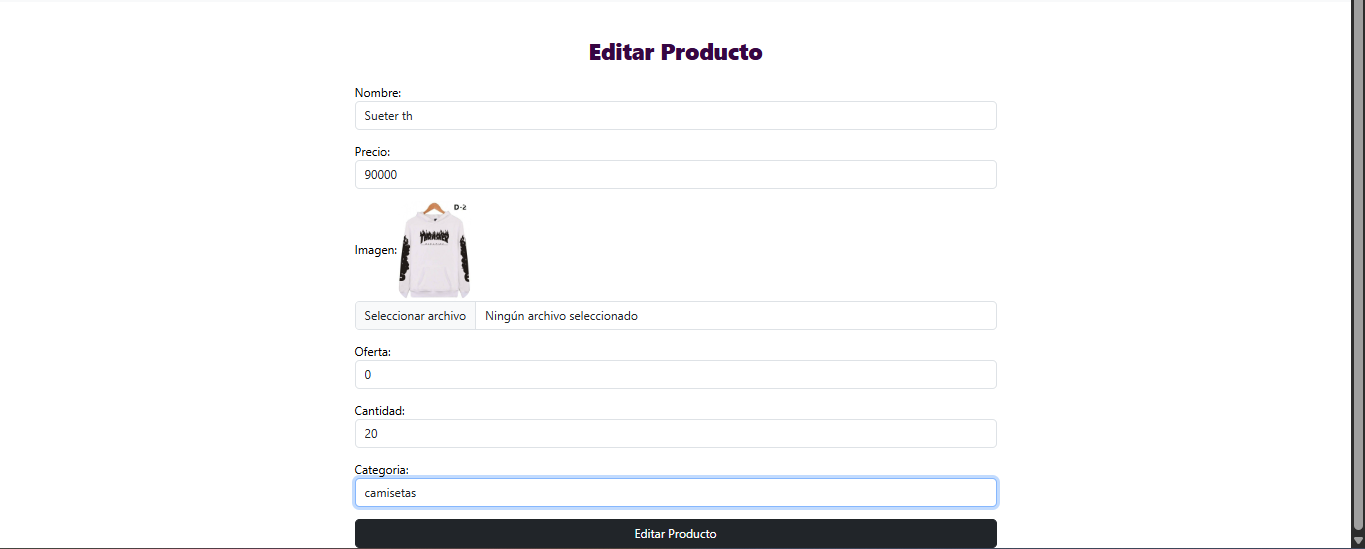 Editar Producto
Nombre:
Sueter th
Precio:
90000
D-2
THRASHER
Imagen:
Seleccionar archivo Ningún archivo seleccionado
Oferta:
0
Cantidad:
20
Categoria:
camisetas
Editar Producto